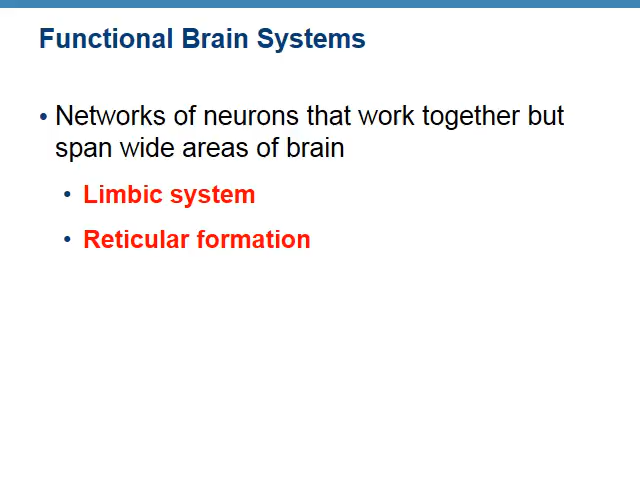 Functional Brain Systems
• Networks of neurons that work together but
span wide areas of brain
• Limbic system
• Reticular formation